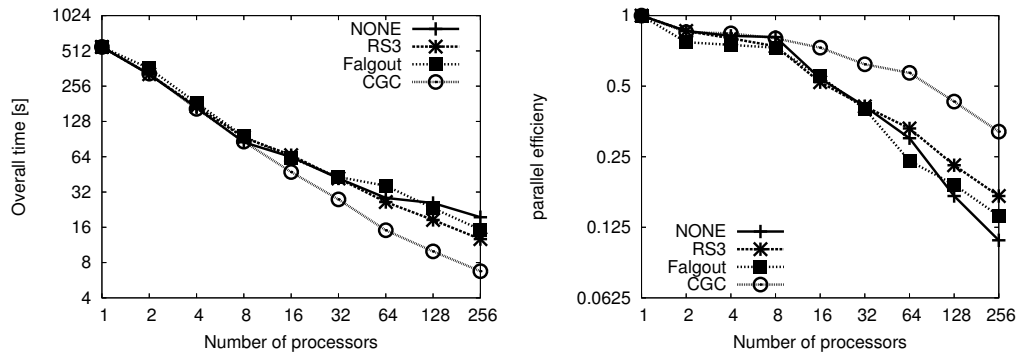 Overall time [s]
1024
512
256
128
64
32
16
8
4
1 2 4 8 16 32 64 128 256
Number of processors
NONE
RS3
Falgout
CGC
parallel efficieny
1
0.5
0.25
0.125
0.0625
1 2 4 8 16 32 64 128 256
Number of processors
NONE
RS3
Falgout
CGC